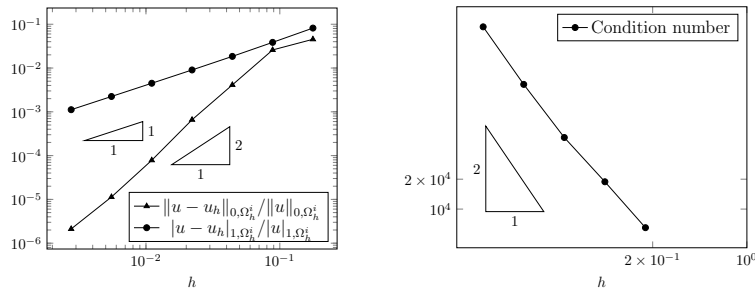 10^{-1}
10^{-2}
10^{-3}
10^{-4}
10^{-5}
10^{-6}
1
1
2
1
‖u − u_h‖_{0,Ω_h^i}/‖u‖_{0,Ω_h^i}
|u − u_h|_{1,Ω_h^i}/|u|_{1,Ω_h^i}
10^{-2}
10^{-1}
h
Condition number
2 × 10^4
10^4
2
1
2 × 10^{-1}
10^0
h